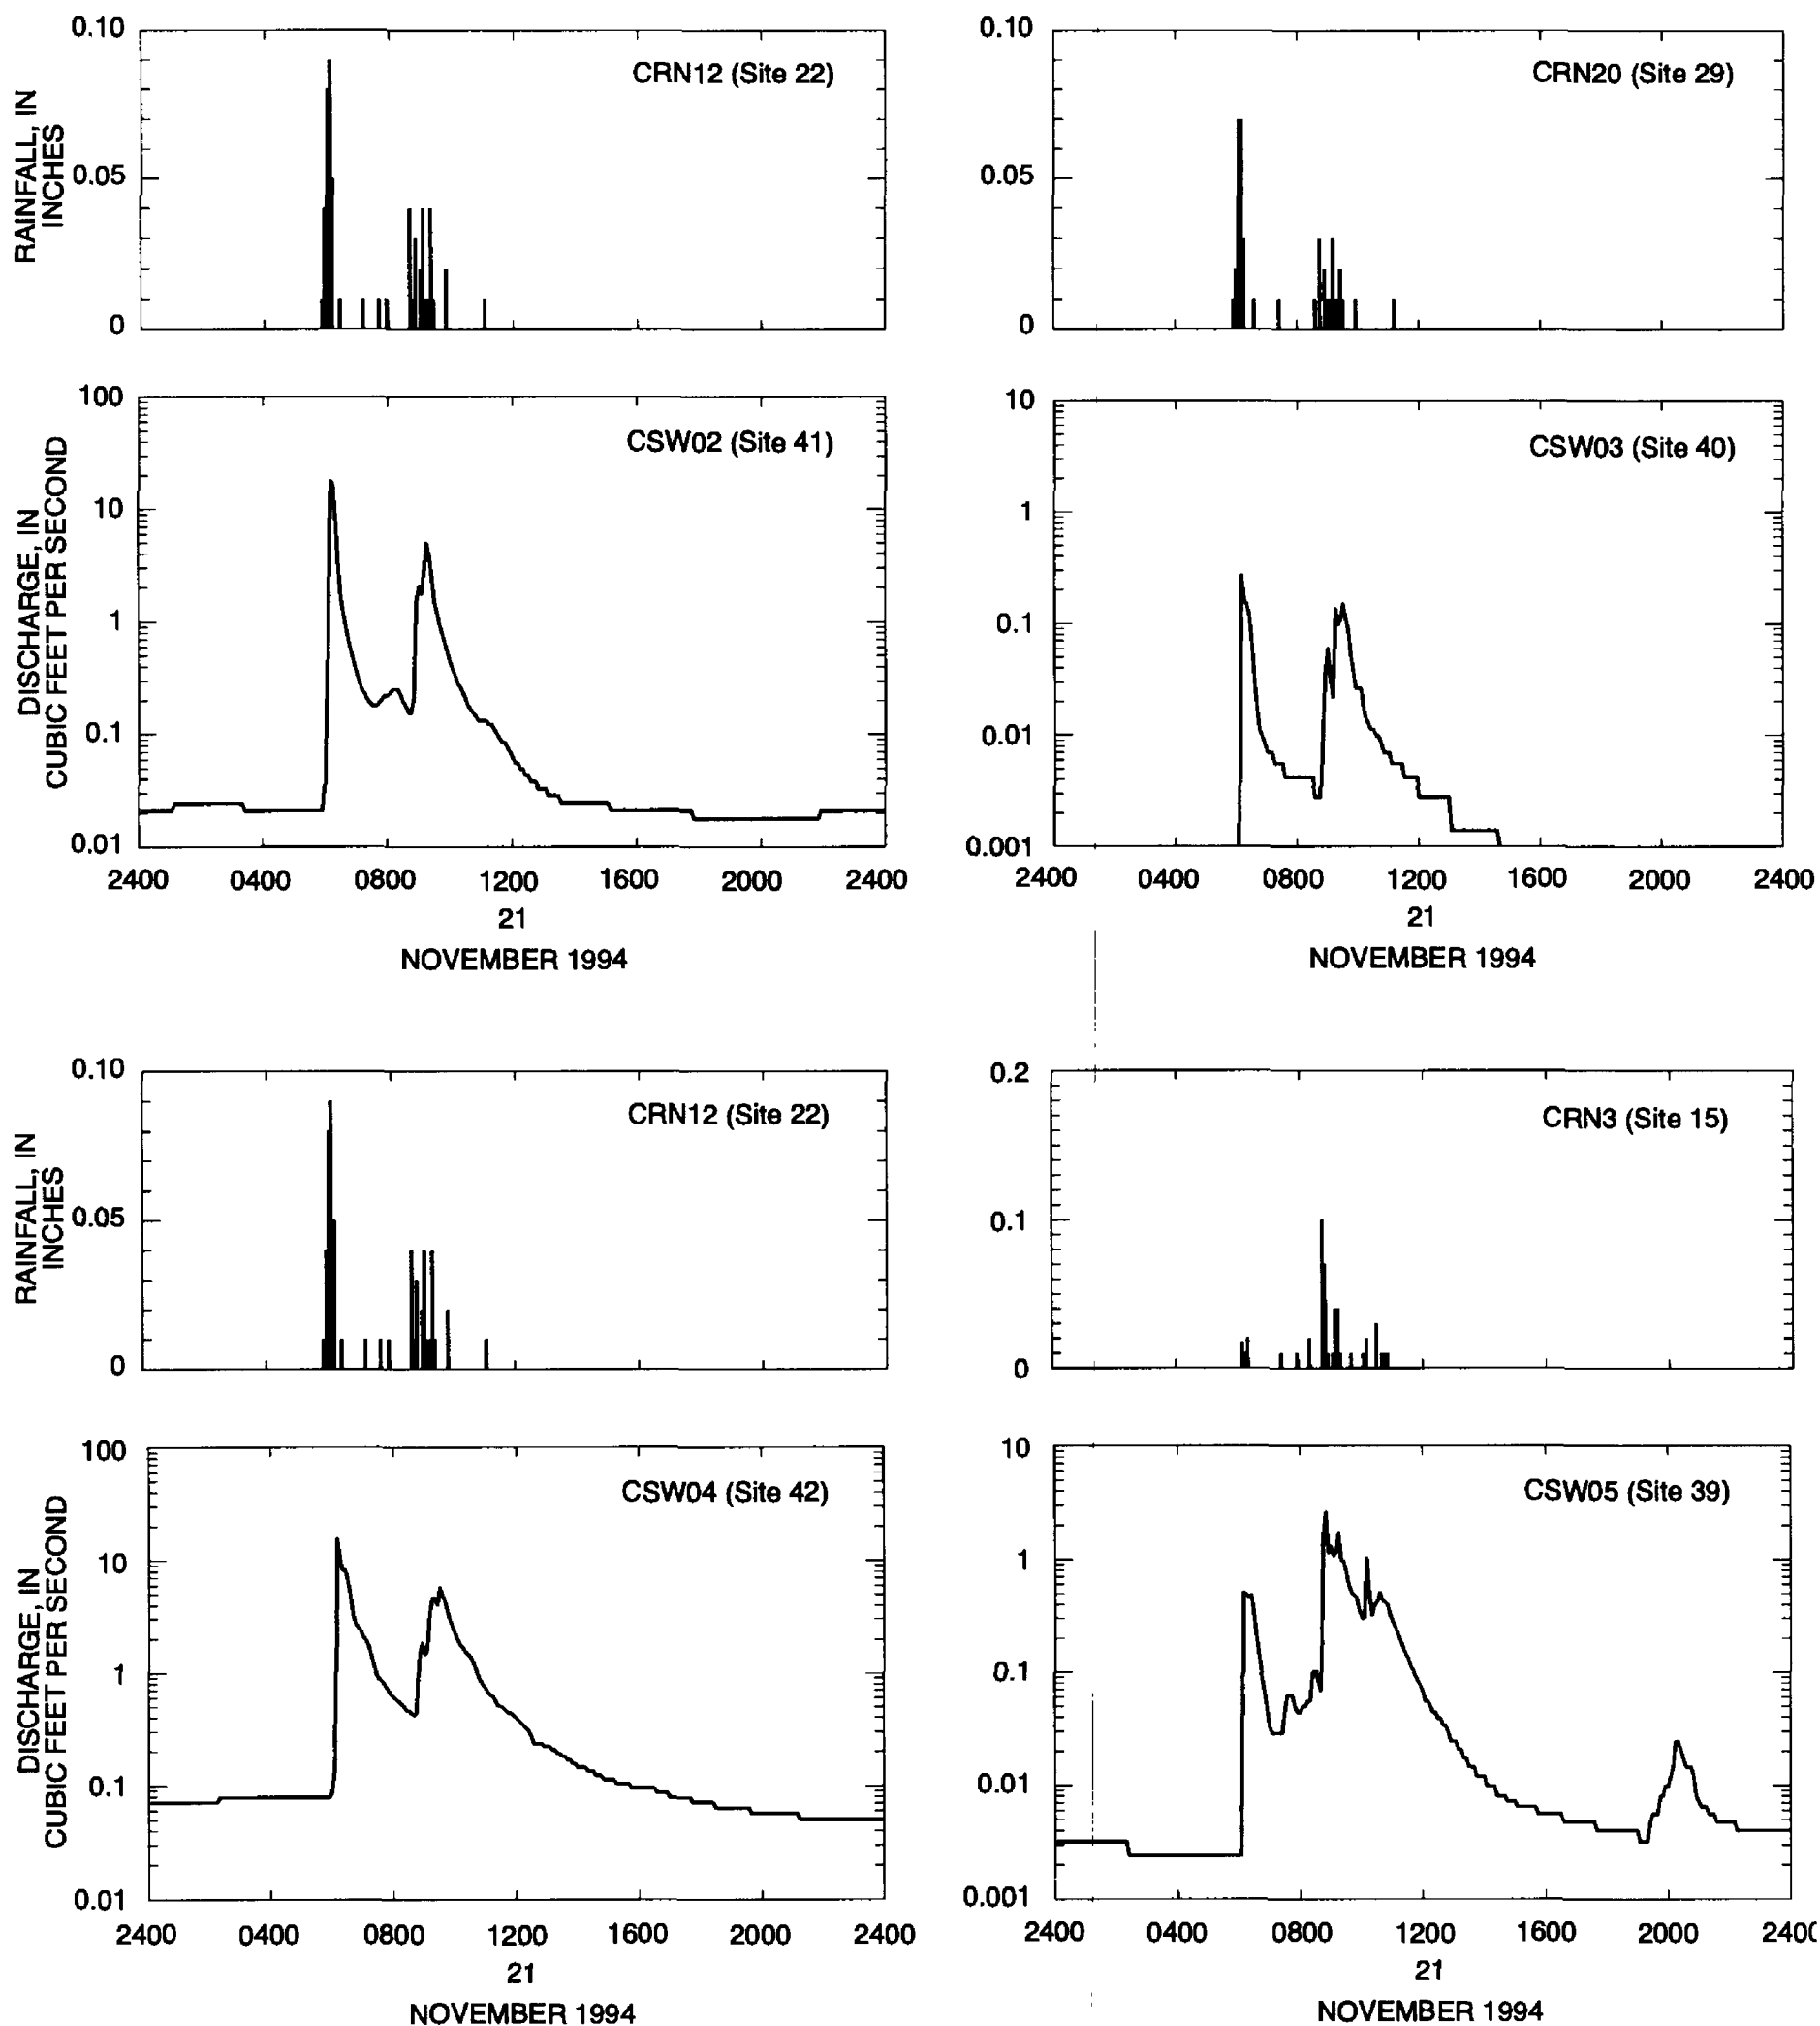 0.10
0.05
0
RAINFALL, IN
INCHES
CRN12 (Site 22)
0.10
0.05
0
CRN20 (Site 29)
100
10
1
0.1
0.01
DISCHARGE, IN
CUBIC FEET PER SECOND
CSW02 (Site 41)
2400 0400 0800 1200 1600 2000 2400
21
NOVEMBER 1994
10
1
0.1
0.01
0.001
CSW03 (Site 40)
2400 0400 0800 1200 1600 2000 2400
21
NOVEMBER 1994
0.10
0.05
0
RAINFALL, IN
INCHES
CRN12 (Site 22)
0.2
0.1
0
CRN3 (Site 15)
100
10
1
0.1
0.01
DISCHARGE, IN
CUBIC FEET PER SECOND
CSW04 (Site 42)
2400 0400 0800 1200 1600 2000 2400
21
NOVEMBER 1994
10
1
0.1
0.01
0.001
CSW05 (Site 39)
2400 0400 0800 1200 1600 2000 2400
21
NOVEMBER 1994